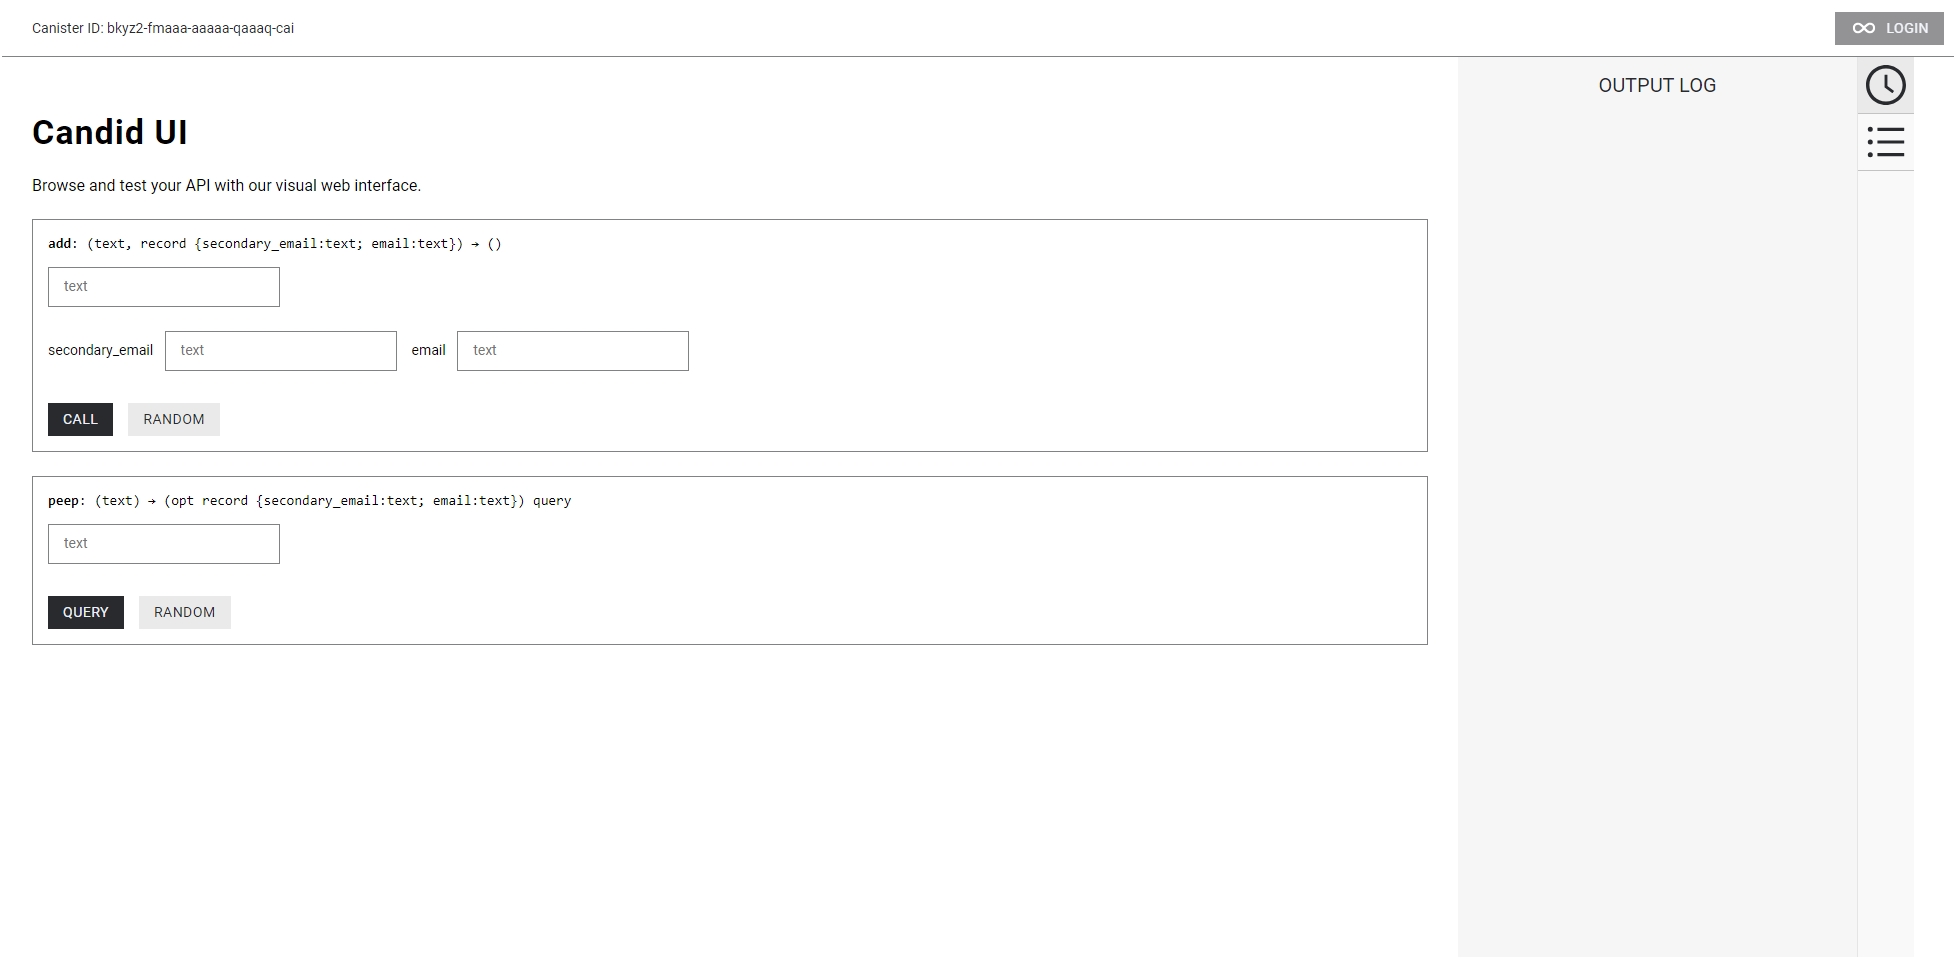 Canister ID: bkyz2-fmaaa-aaaaa-qaaaq-cai
LOGIN
OUTPUT LOG
Candid UI
Browse and test your API with our visual web interface.
add: (text, record {secondary_email:text; email:text}) → ()
text
secondary_email text email text
CALL RANDOM
peep: (text) → (opt record {secondary_email:text; email:text}) query
text
QUERY RANDOM